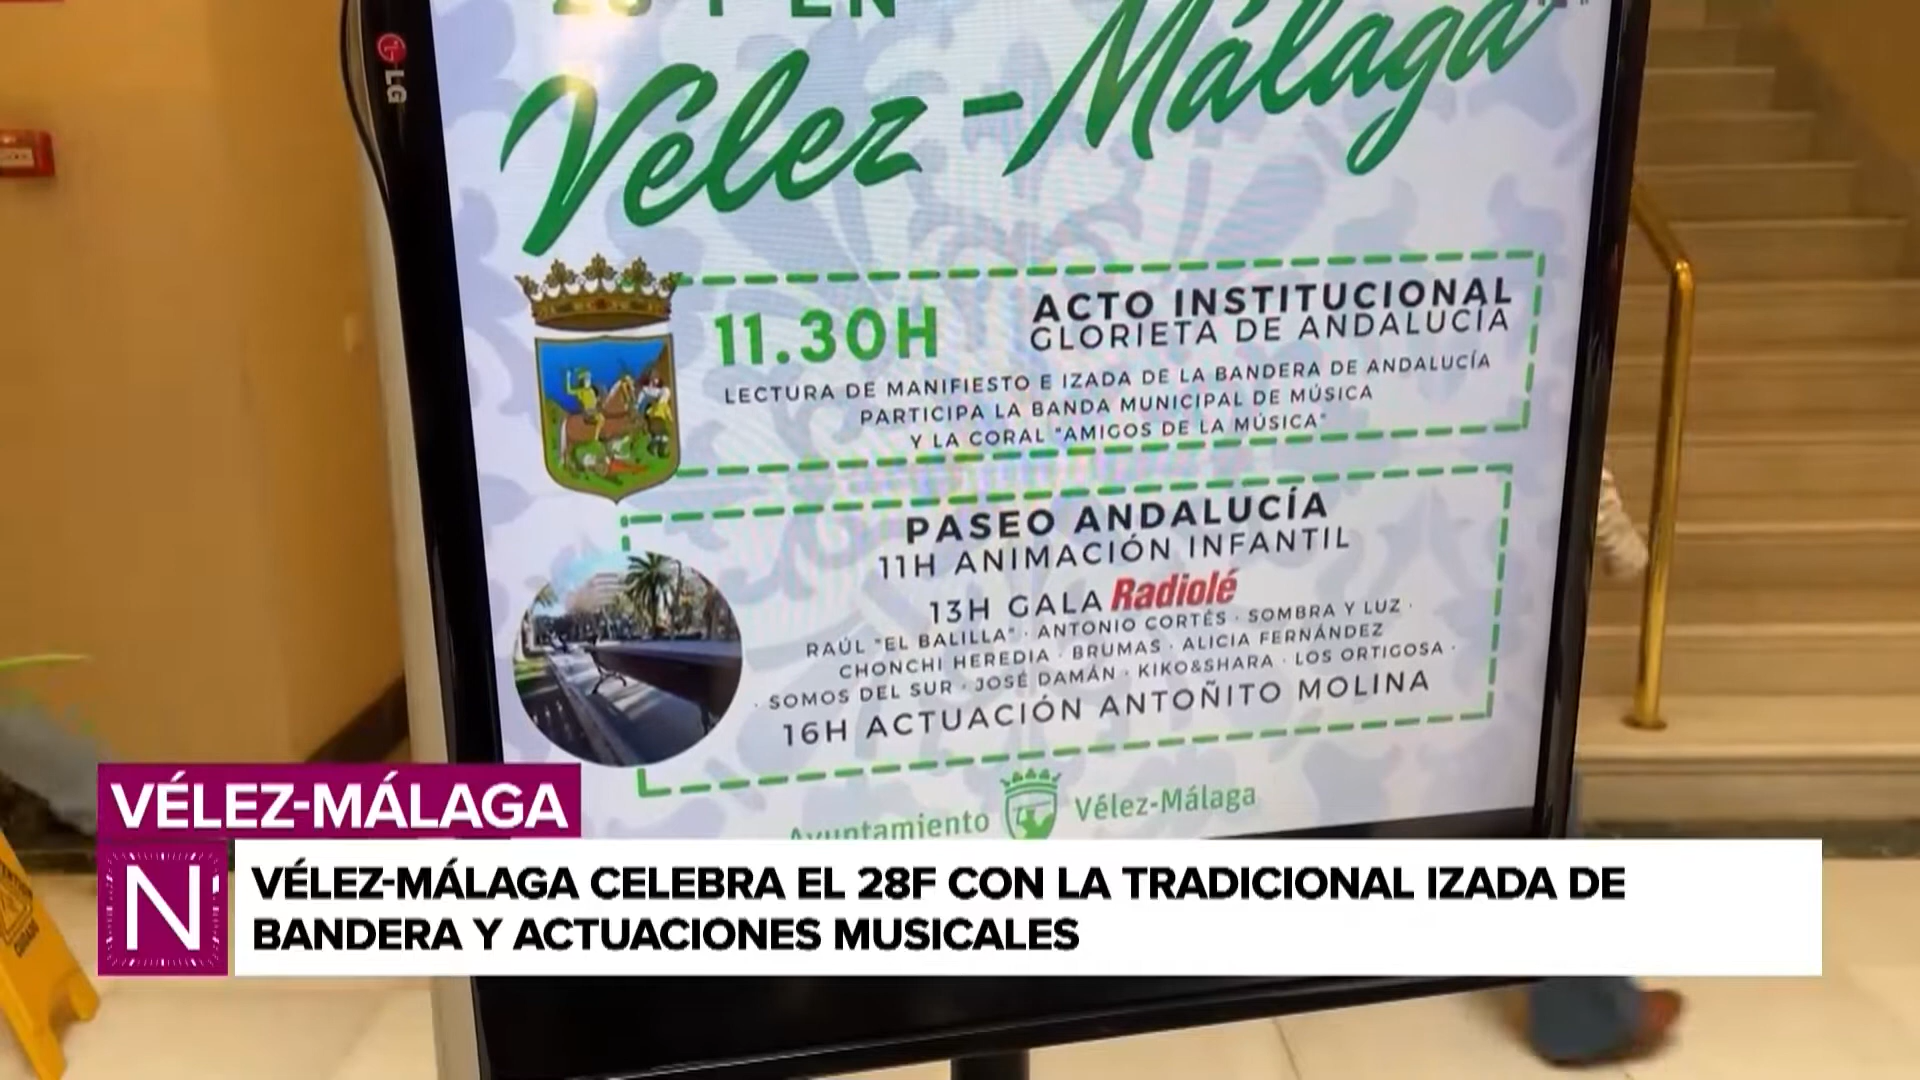 28 F EN
Vélez-Málaga
LG
11.30H
ACTO INSTITUCIONAL
GLORIETA DE ANDALUCÍA
LECTURA DE MANIFIESTO E IZADA DE LA BANDERA DE ANDALUCÍA
PARTICIPA LA BANDA MUNICIPAL DE MÚSICA
Y LA CORAL "AMIGOS DE LA MÚSICA"
PASEO ANDALUCÍA
11H ANIMACIÓN INFANTIL
13H GALA Radiolé
RAÚL "EL BALILLA" · ANTONIO CORTÉS · SOMBRA Y LUZ ·
CHONCHI HEREDIA · BRUMAS · ALICIA FERNÁNDEZ
· SOMOS DEL SUR · JOSÉ DAMÁN · KIKO&SHARA · LOS ORTIGOSA ·
16H ACTUACIÓN ANTOÑITO MOLINA
Ayuntamiento Vélez-Málaga
VÉLEZ-MÁLAGA
N
VÉLEZ-MÁLAGA CELEBRA EL 28F CON LA TRADICIONAL IZADA DE
BANDERA Y ACTUACIONES MUSICALES
CUIDADO